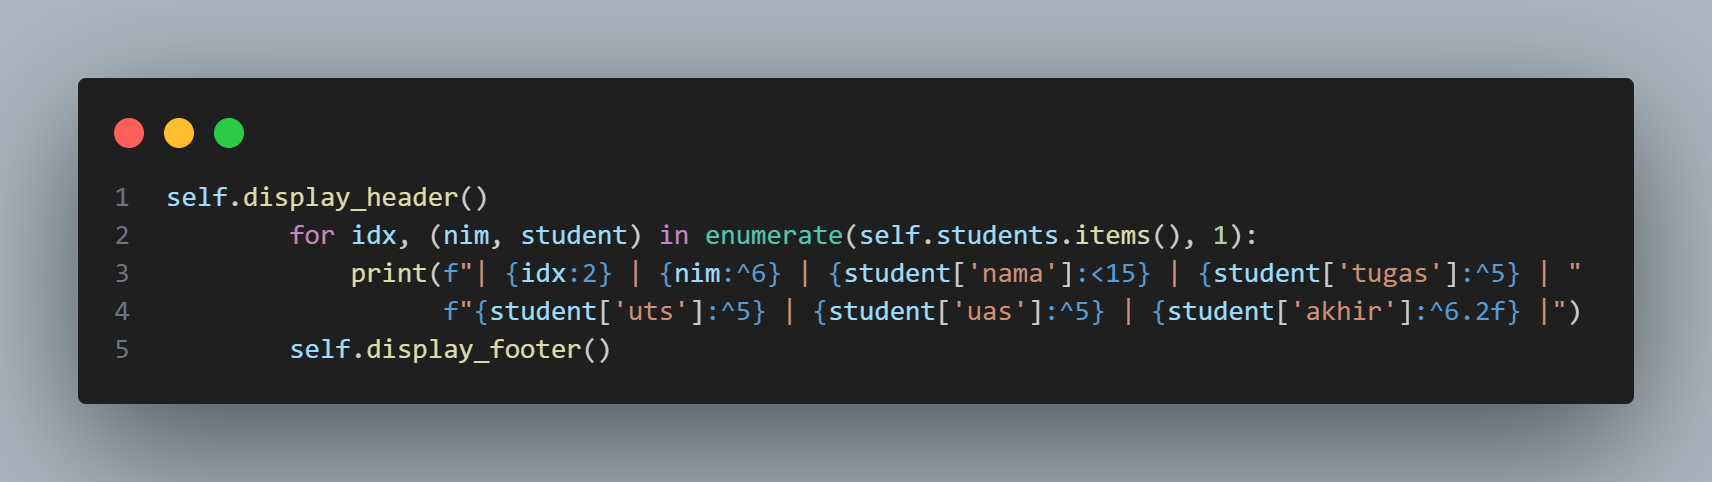 1 self.display_header()
2         for idx, (nim, student) in enumerate(self.students.items(), 1):
3             print(f"| {idx:2} | {nim:^6} | {student['nama']:<15} | {student['tugas']:^5} | "
4                   f"{student['uts']:^5} | {student['uas']:^5} | {student['akhir']:^6.2f} |")
5         self.display_footer()